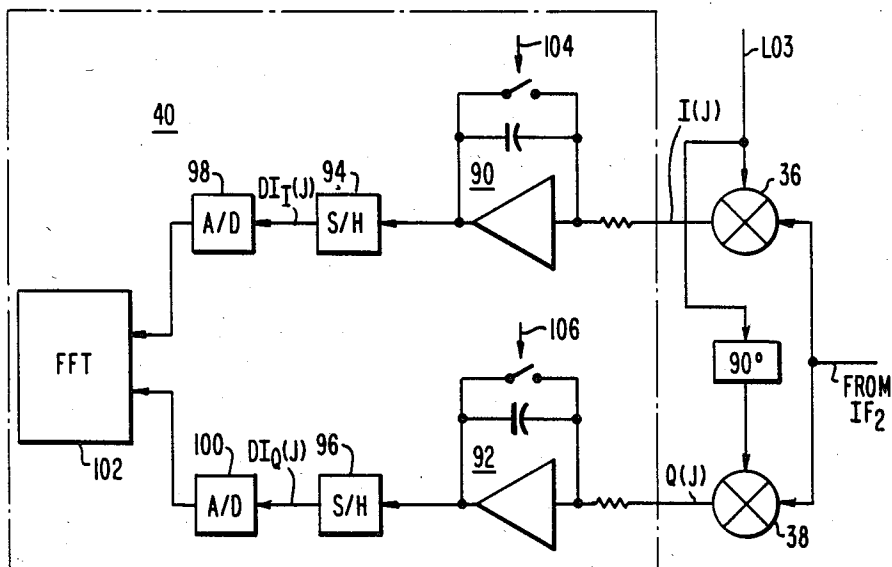 104
LO3
40
I(J)
98
DI_I(J)
94
90
36
A/D
S/H
106
FFT
90°
FROM
IF₂
102
100
DI_Q(J)
96
92
Q(J)
A/D
S/H
38